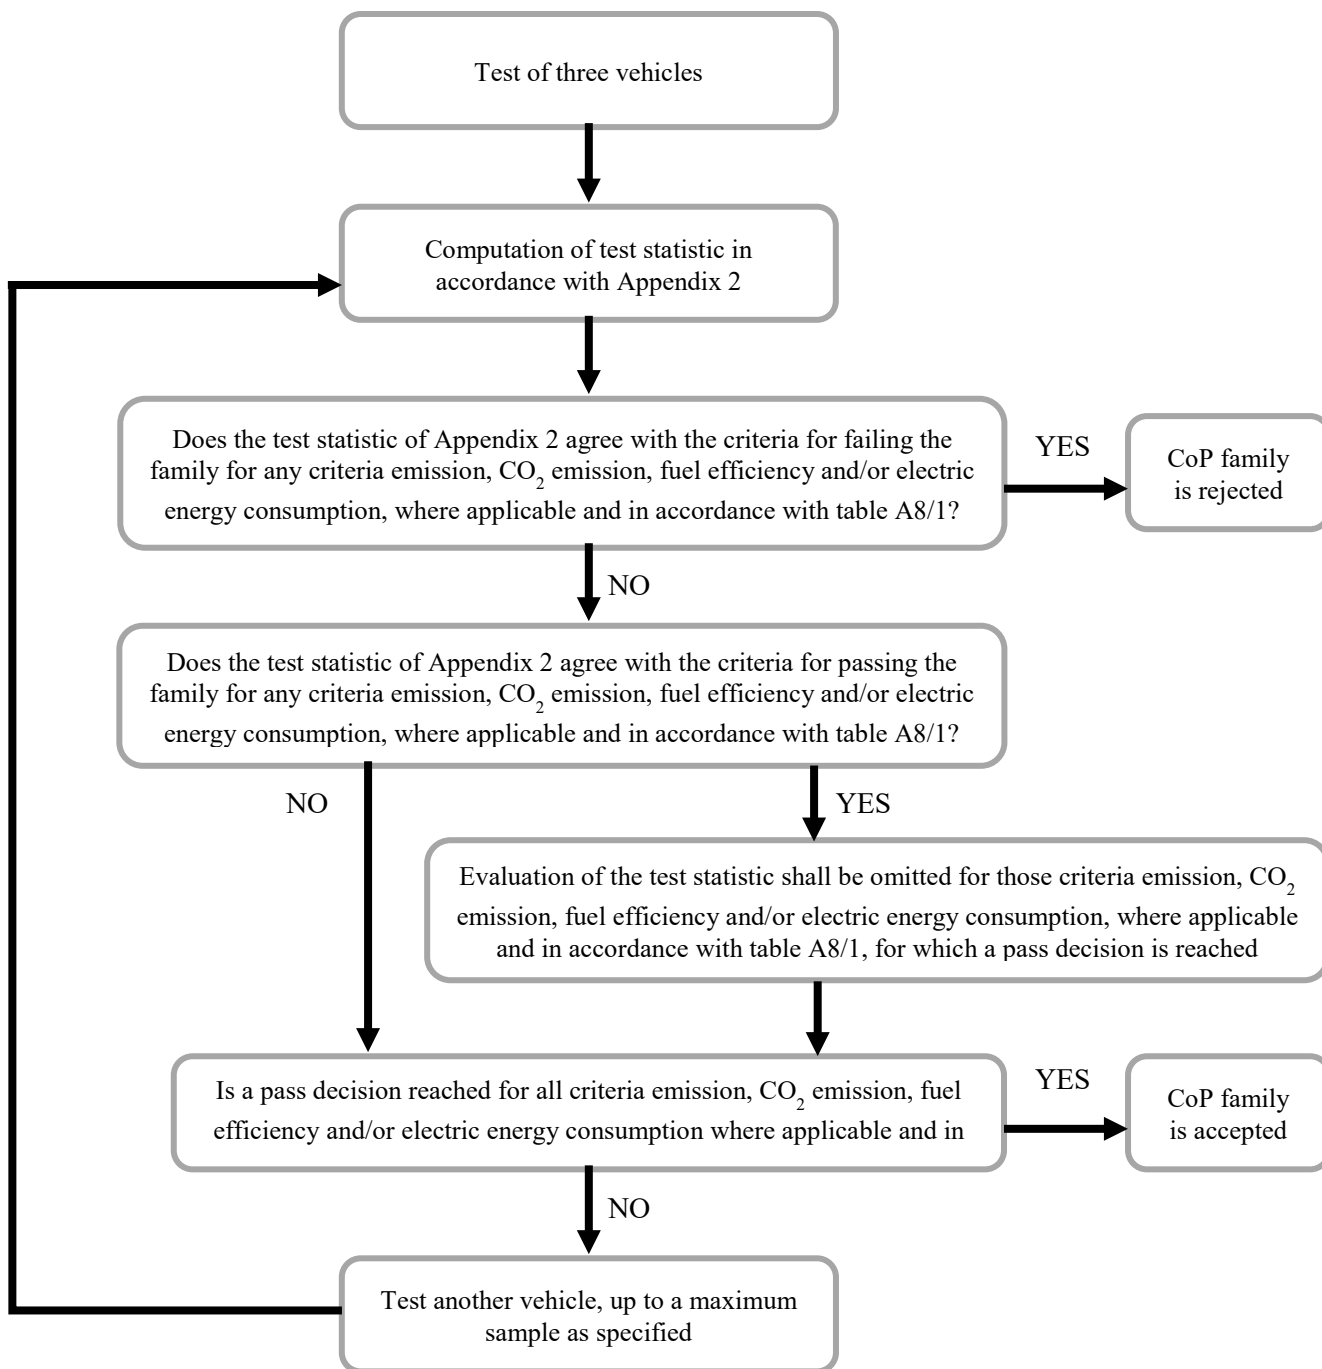 Test of three vehicles
Computation of test statistic in
accordance with Appendix 2
Does the test statistic of Appendix 2 agree with the criteria for failing the
family for any criteria emission, CO₂ emission, fuel efficiency and/or electric
energy consumption, where applicable and in accordance with table A8/1?
YES
CoP family
is rejected
NO
Does the test statistic of Appendix 2 agree with the criteria for passing the
family for any criteria emission, CO₂ emission, fuel efficiency and/or electric
energy consumption, where applicable and in accordance with table A8/1?
NO
YES
Evaluation of the test statistic shall be omitted for those criteria emission, CO₂
emission, fuel efficiency and/or electric energy consumption, where applicable
and in accordance with table A8/1, for which a pass decision is reached
Is a pass decision reached for all criteria emission, CO₂ emission, fuel
efficiency and/or electric energy consumption where applicable and in
YES
CoP family
is accepted
NO
Test another vehicle, up to a maximum
sample as specified